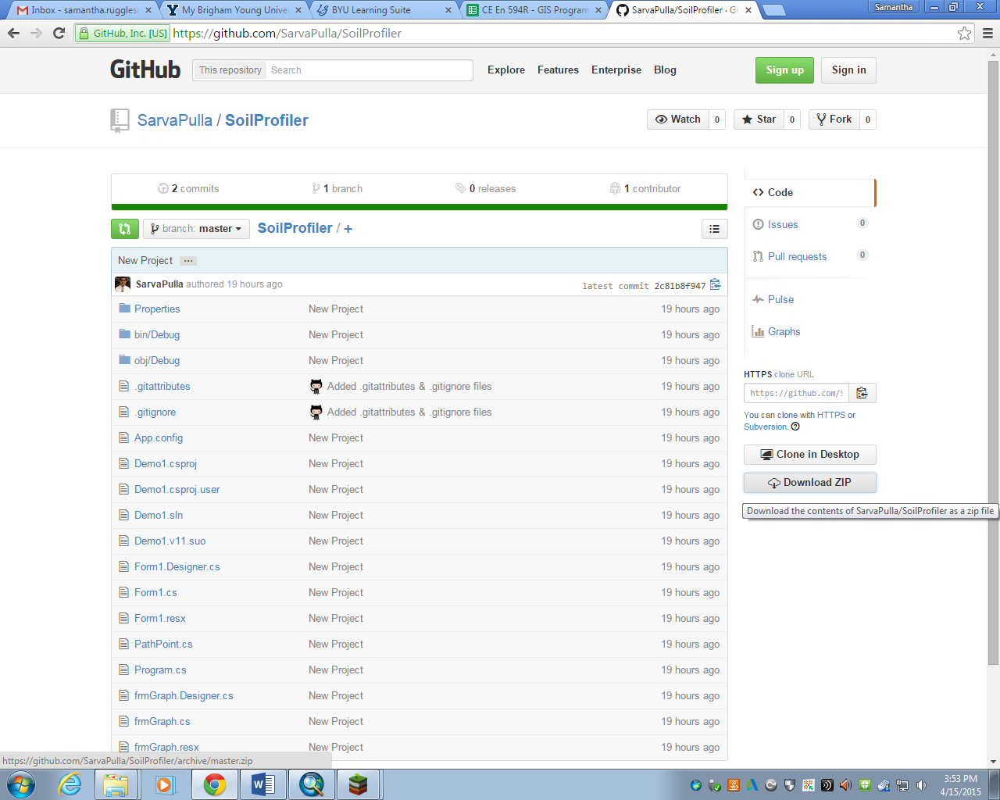 Inbox - samantha.ruggles
My Brigham Young Unive
BYU Learning Suite
CE En 594R - GIS Program
SarvaPulla/SoilProfiler · G
Samantha
GitHub, Inc. [US]
https://github.com/SarvaPulla/SoilProfiler
GitHub
This repository
Search
Explore
Features
Enterprise
Blog
Sign up
Sign in
SarvaPulla / SoilProfiler
Watch 0
Star 0
Fork 0
2 commits
1 branch
0 releases
1 contributor
branch: master
SoilProfiler / +
New Project ...
SarvaPulla authored 19 hours ago
latest commit 2c81b8f947
Properties New Project 19 hours ago
bin/Debug New Project 19 hours ago
obj/Debug New Project 19 hours ago
.gitattributes Added .gitattributes & .gitignore files 19 hours ago
.gitignore Added .gitattributes & .gitignore files 19 hours ago
App.config New Project 19 hours ago
Demo1.csproj New Project 19 hours ago
Demo1.csproj.user New Project 19 hours ago
Demo1.sln New Project 19 hours ago
Demo1.v11.suo New Project 19 hours ago
Form1.Designer.cs New Project 19 hours ago
Form1.cs New Project 19 hours ago
Form1.resx New Project 19 hours ago
PathPoint.cs New Project 19 hours ago
Program.cs New Project 19 hours ago
frmGraph.Designer.cs New Project 19 hours ago
frmGraph.cs New Project 19 hours ago
frmGraph.resx New Project 19 hours ago
Code
Issues 0
Pull requests 0
Pulse
Graphs
HTTPS clone URL
https://github.com/S
You can clone with HTTPS or
Subversion.
Clone in Desktop
Download ZIP
Download the contents of SarvaPulla/SoilProfiler as a zip file
https://github.com/SarvaPulla/SoilProfiler/archive/master.zip
3:53 PM
4/15/2015